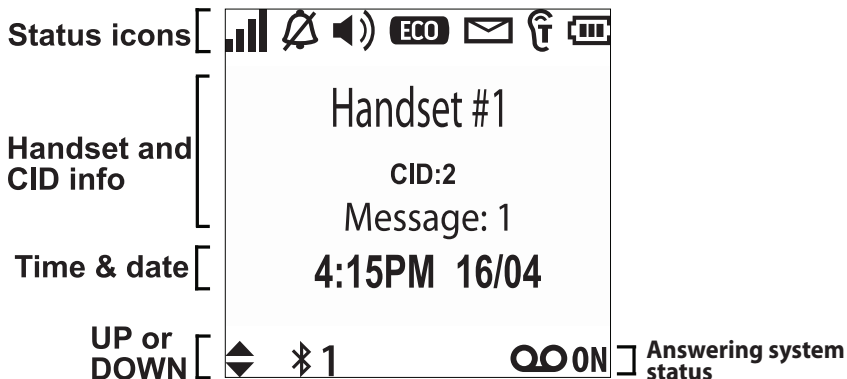 Status icons
ECO T
Handset and
CID info
Handset #1
CID:2
Message: 1
Time & date
4:15PM 16/04
UP or
DOWN
1
ON
Answering system
status